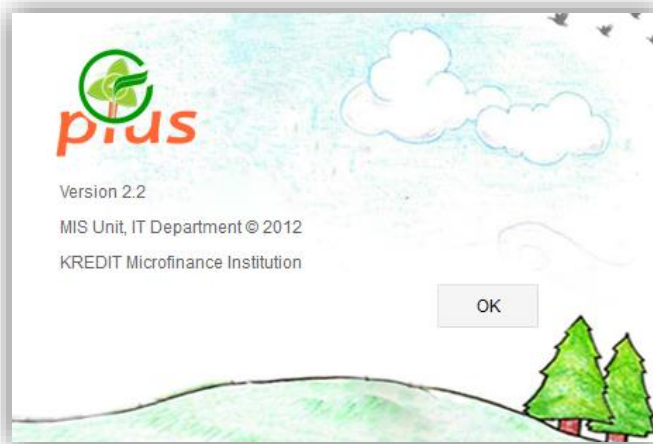 plus
Version 2.2
MIS Unit, IT Department © 2012
KREDIT Microfinance Institution
OK